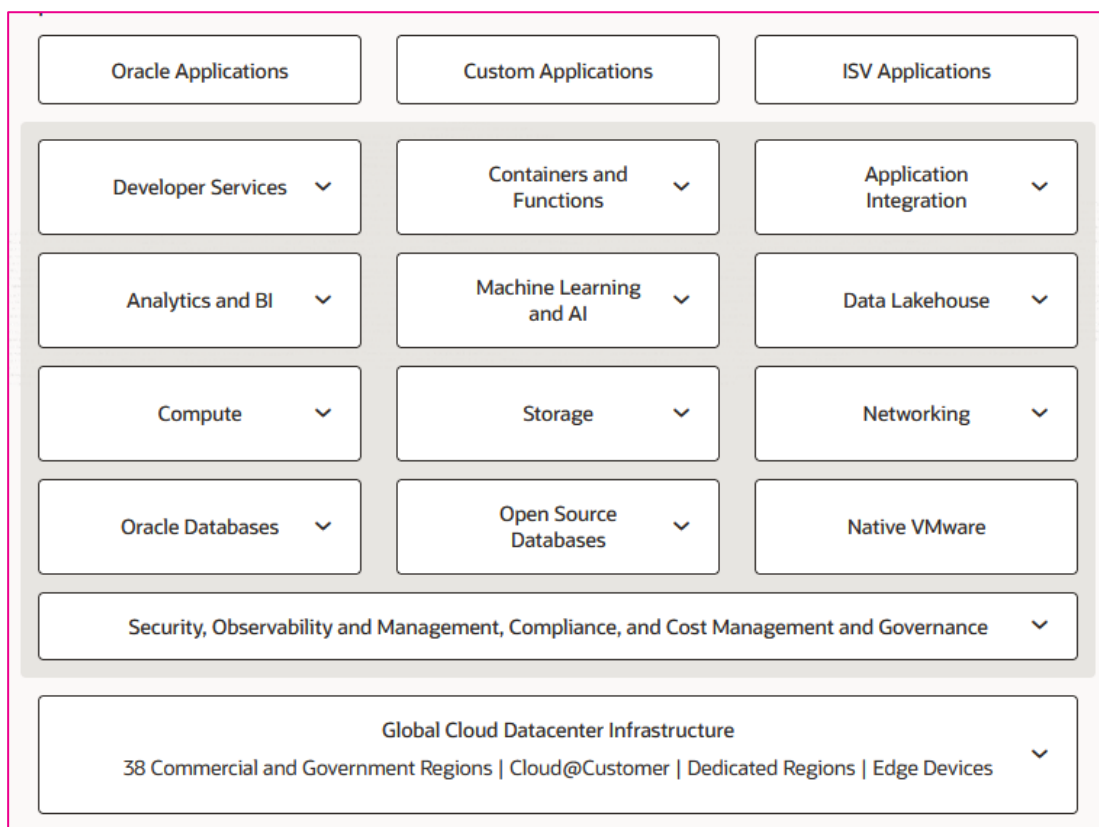 Oracle Applications
Custom Applications
ISV Applications
Developer Services
Containers and
Functions
Application
Integration
Analytics and BI
Machine Learning
and AI
Data Lakehouse
Compute
Storage
Networking
Oracle Databases
Open Source
Databases
Native VMware
Security, Observability and Management, Compliance, and Cost Management and Governance
Global Cloud Datacenter Infrastructure
38 Commercial and Government Regions | Cloud@Customer | Dedicated Regions | Edge Devices